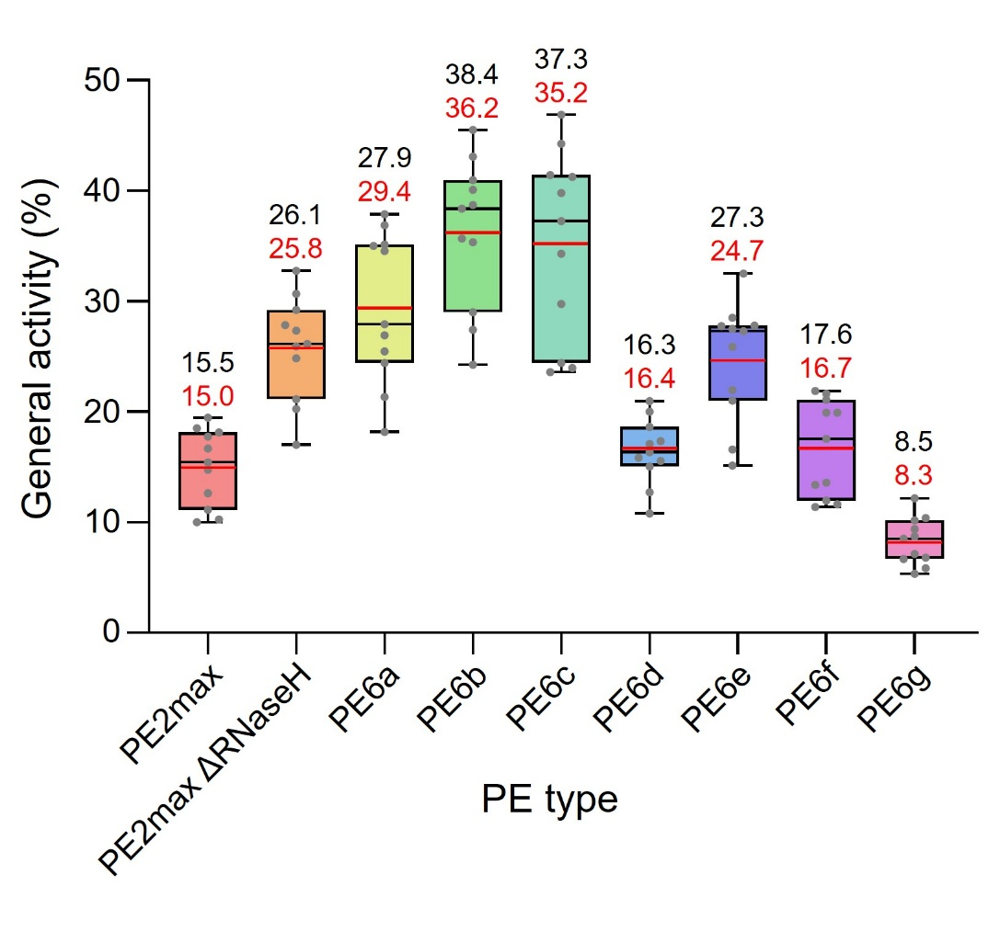 General activity (%)
50
40
30
20
10
0
15.5
15.0
26.1
25.8
27.9
29.4
38.4
36.2
37.3
35.2
16.3
16.4
27.3
24.7
17.6
16.7
8.5
8.3
PE2max
PE2max ΔRNaseH
PE6a
PE6b
PE6c
PE6d
PE6e
PE6f
PE6g
PE type